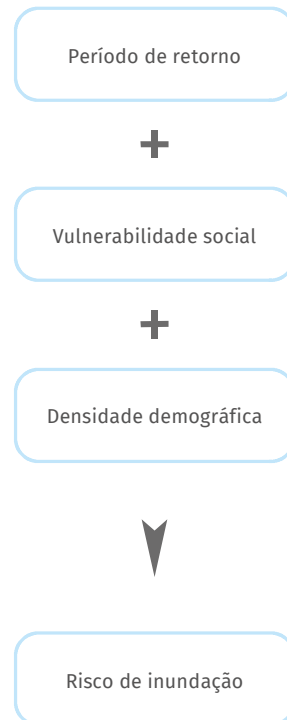 Período de retorno
+
Vulnerabilidade social
+
Densidade demográfica
Risco de inundação